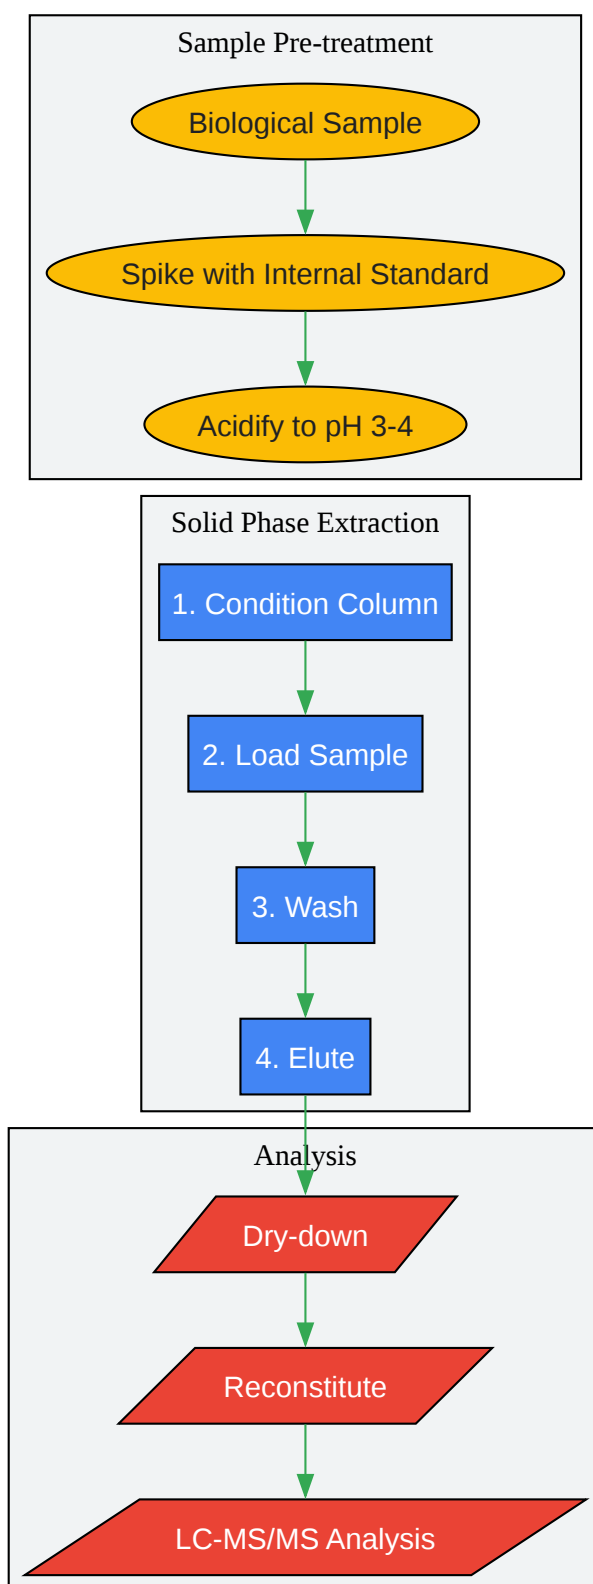 Sample Pre-treatment
Biological Sample
Spike with Internal Standard
Acidify to pH 3-4
Solid Phase Extraction
1. Condition Column
2. Load Sample
3. Wash
4. Elute
Analysis
Dry-down
Reconstitute
LC-MS/MS Analysis